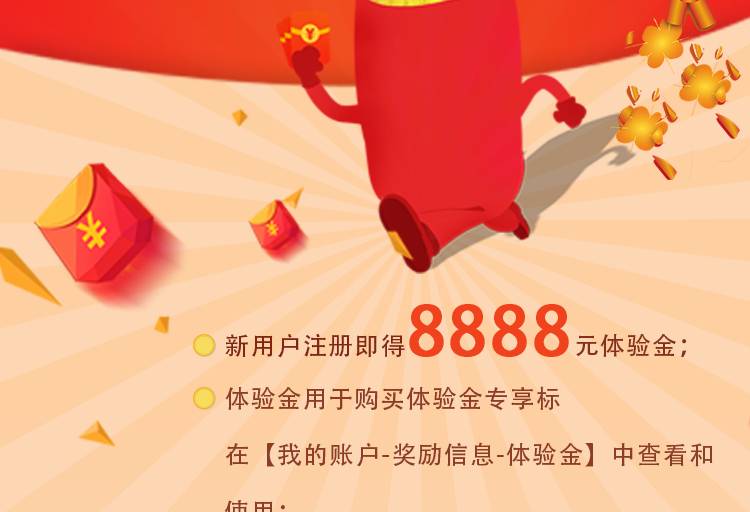 新用户注册即得8888元体验金；
体验金用于购买体验金专享标
在【我的账户-奖励信息-体验金】中查看和
使用；